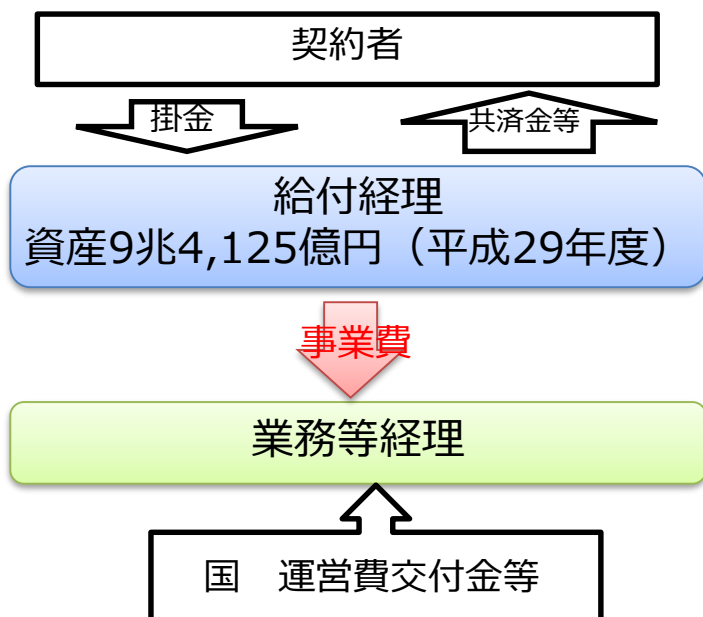 契約者
掛金
共済金等
給付経理
資産9兆4,125億円（平成29年度）
事業費
業務等経理
国　運営費交付金等